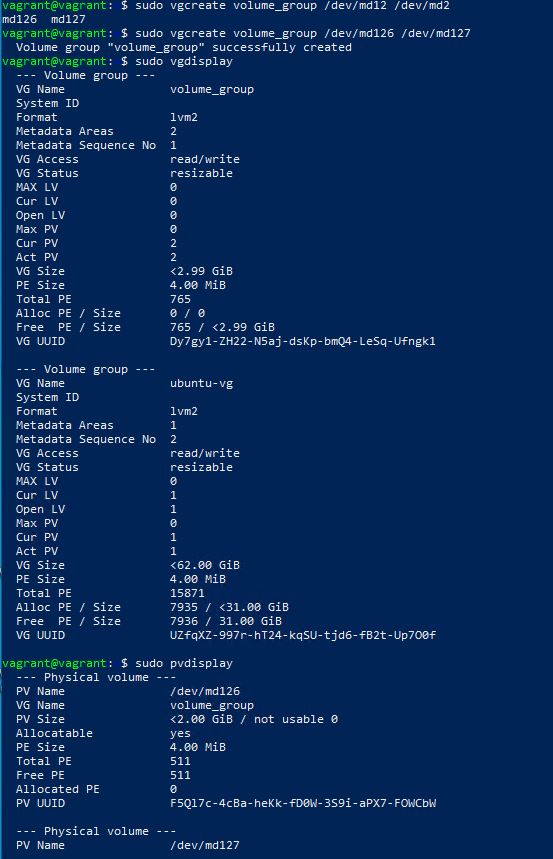 vagrant@vagrant: $ sudo vgcreate volume_group /dev/md12 /dev/md2
md126  md127
vagrant@vagrant: $ sudo vgcreate volume_group /dev/md126 /dev/md127
  Volume group "volume_group" successfully created
vagrant@vagrant: $ sudo vgdisplay
  --- Volume group ---
  VG Name               volume_group
  System ID
  Format                lvm2
  Metadata Areas        2
  Metadata Sequence No  1
  VG Access             read/write
  VG Status             resizable
  MAX LV                0
  Cur LV                0
  Open LV               0
  Max PV                0
  Cur PV                2
  Act PV                2
  VG Size               <2.99 GiB
  PE Size               4.00 MiB
  Total PE              765
  Alloc PE / Size       0 / 0
  Free  PE / Size       765 / <2.99 GiB
  VG UUID               Dy7gy1-ZH22-N5aj-dsKp-bmQ4-LeSq-Ufngk1

  --- Volume group ---
  VG Name               ubuntu-vg
  System ID
  Format                lvm2
  Metadata Areas        1
  Metadata Sequence No  2
  VG Access             read/write
  VG Status             resizable
  MAX LV                0
  Cur LV                1
  Open LV               1
  Max PV                0
  Cur PV                1
  Act PV                1
  VG Size               <62.00 GiB
  PE Size               4.00 MiB
  Total PE              15871
  Alloc PE / Size       7935 / <31.00 GiB
  Free  PE / Size       7936 / 31.00 GiB
  VG UUID               UZfqXZ-997r-hT24-kqSU-tjd6-fB2t-Up7O0f

vagrant@vagrant: $ sudo pvdisplay
  --- Physical volume ---
  PV Name               /dev/md126
  VG Name               volume_group
  PV Size               <2.00 GiB / not usable 0
  Allocatable           yes
  PE Size               4.00 MiB
  Total PE              511
  Free PE               511
  Allocated PE          0
  PV UUID               F5Ql7c-4cBa-heKk-fD0W-3S9i-aPX7-FOWCbW

  --- Physical volume ---
  PV Name               /dev/md127